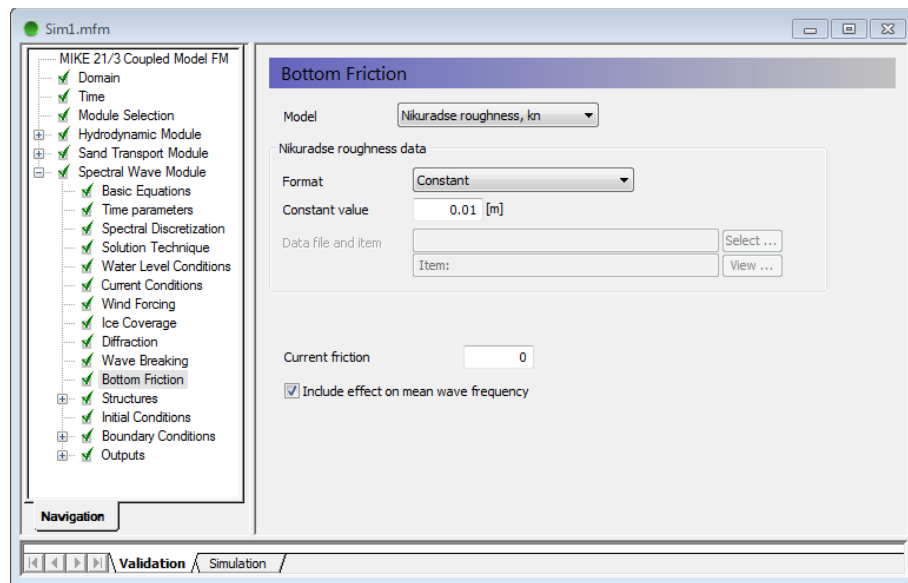 Sim1.mfm
MIKE 21/3 Coupled Model FM
Domain
Time
Model Selection
Hydrodynamic Module
Sand Transport Module
Spectral Wave Module
Basic Equations
Time parameters
Spectral Discretization
Solution Technique
Water Level Conditions
Current Conditions
Wind Forcing
Ice Coverage
Diffraction
Wave Breaking
Bottom Friction
Structures
Initial Conditions
Boundary Conditions
Outputs
Navigation
Bottom Friction
Model Nikuradse roughness, kn
Nikuradse roughness data
Format Constant
Constant value 0.01 [m]
Data file and item Select ...
Item: View ...
Current friction 0
Include effect on mean wave frequency
Validation Simulation